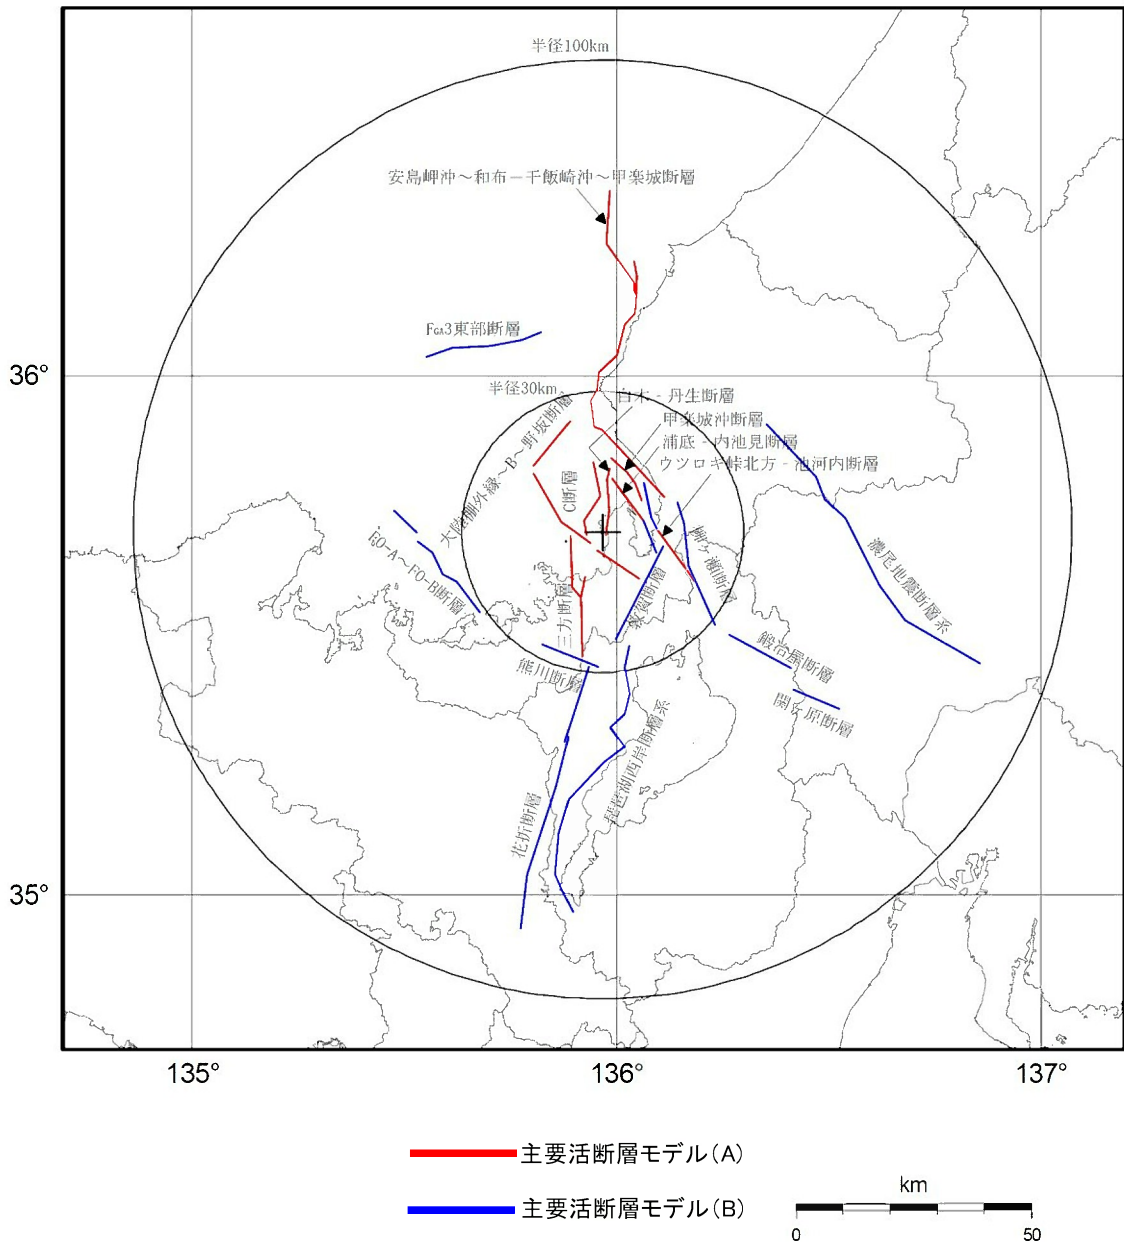 半径100km
安島岬沖～和布－干飯崎沖～甲楽城断層
FGA3東部断層
36°
半径30km
白木‐丹生断層
大陸棚外縁～B～野坂断層
甲楽城沖断層
浦底‐内池見断層
ウツロギ峠北方‐池河内断層
C断層
FO-A～FO-B断層
柳ヶ瀬断層
濃尾地震断層系
三方断層
敦賀断層
鍛冶屋断層
熊川断層
関ヶ原断層
琵琶湖西岸断層系
花折断層
35°
135°
136°
137°
主要活断層モデル（A）
主要活断層モデル（B）
km
0
50